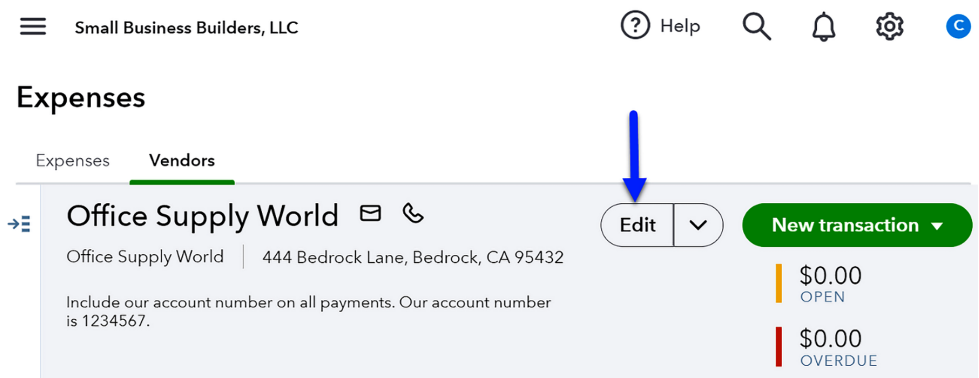 Small Business Builders, LLC
Help
C
Expenses
Expenses
Vendors
Office Supply World
Edit
New transaction
Office Supply World
444 Bedrock Lane, Bedrock, CA 95432
$0.00
OPEN
Include our account number on all payments. Our account number
is 1234567.
$0.00
OVERDUE